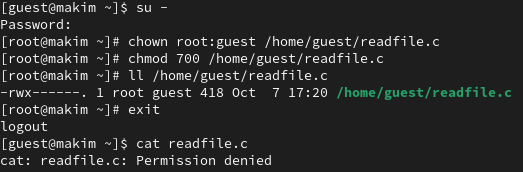 [guest@makim ~]$ su -
Password:
[root@makim ~]# chown root:guest /home/guest/readfile.c
[root@makim ~]# chmod 700 /home/guest/readfile.c
[root@makim ~]# ll /home/guest/readfile.c
-rwx------. 1 root guest 418 Oct  7 17:20 /home/guest/readfile.c
[root@makim ~]# exit
logout
[guest@makim ~]$ cat readfile.c
cat: readfile.c: Permission denied